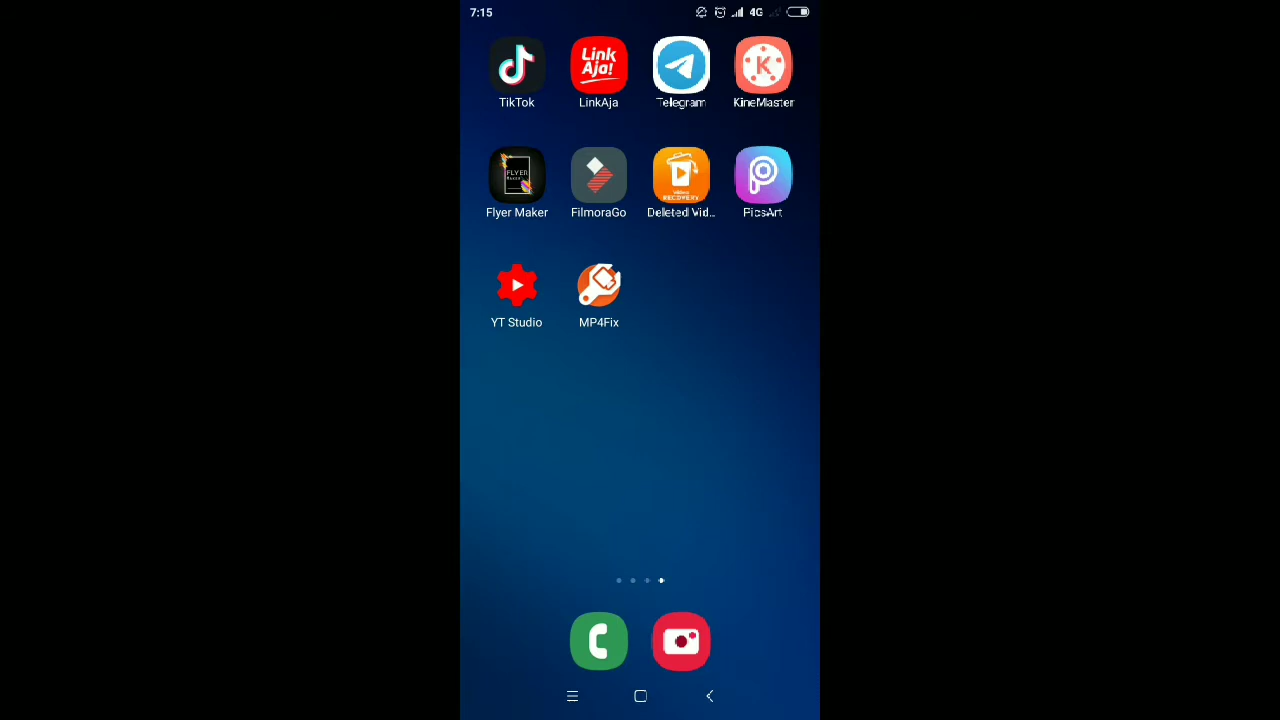 7:15
4G
Link
Aja!
K
TikTok
LinkAja
Telegram
KineMaster
FLYER
RECOVERY
Flyer Maker
FilmoraGo
Deleted Vid...
PicsArt
YT Studio
MP4Fix